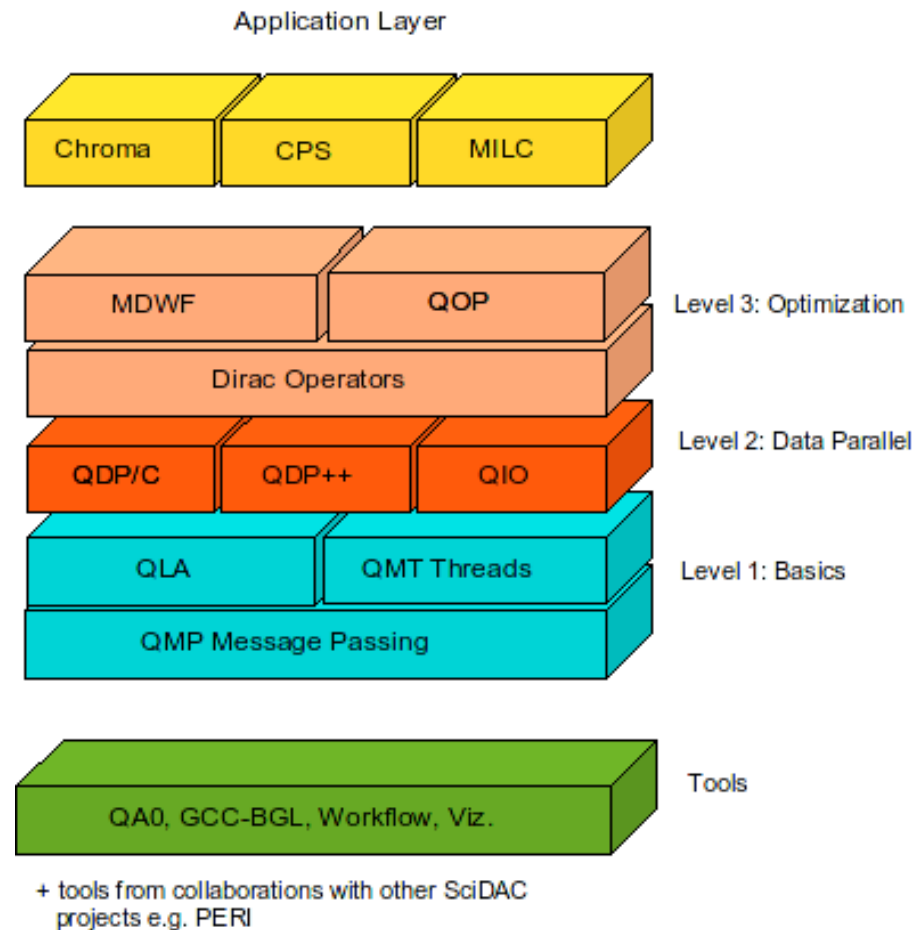 Application Layer
Chroma
CPS
MILC
MDWF
QOP
Level 3: Optimization
Dirac Operators
Level 2: Data Parallel
QDP/C
QDP++
QIO
QLA
QMT Threads
Level 1: Basics
QMP Message Passing
Tools
QA0, GCC-BGL, Workflow, Viz.
+ tools from collaborations with other SciDAC
projects e.g. PERI